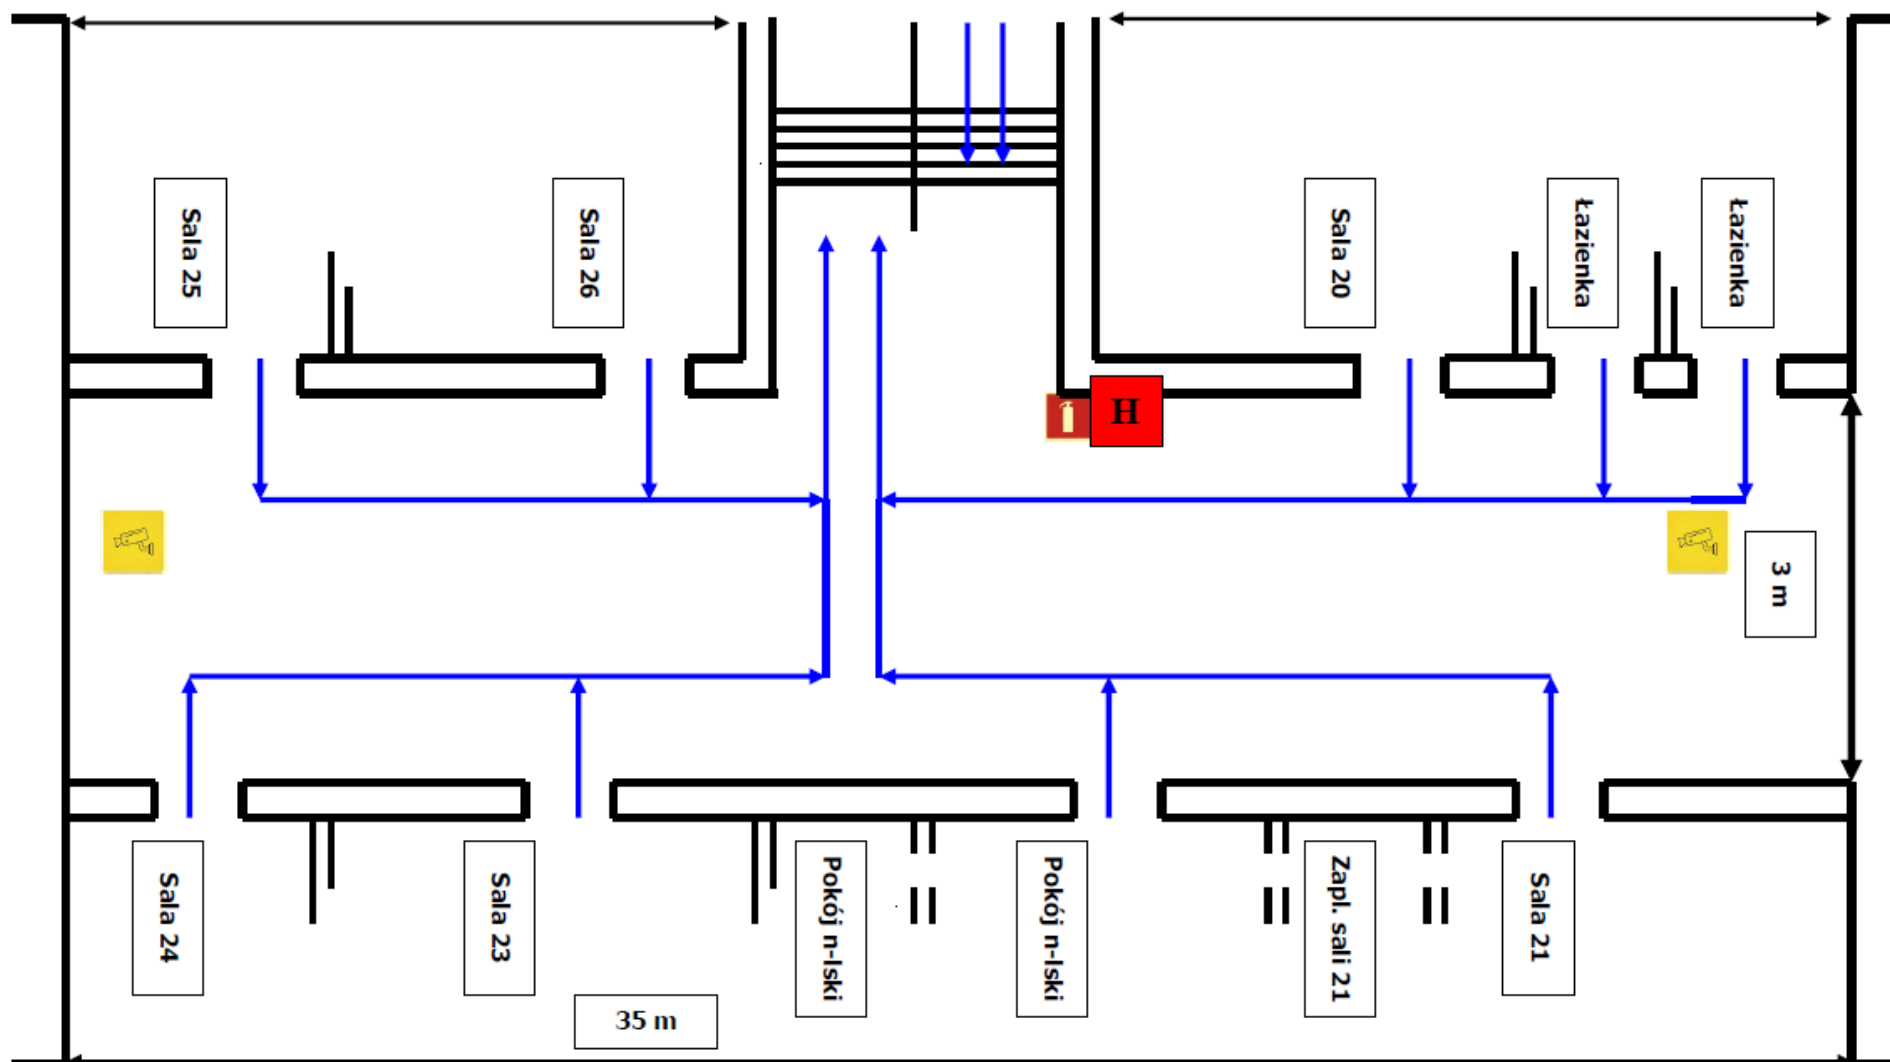 Sala 25
Sala 26
Sala 20
Łazienka
Łazienka
H
3 m
Sala 24
Sala 23
Pokój n-lski
Pokój n-lski
Zapl. sali 21
Sala 21
35 m